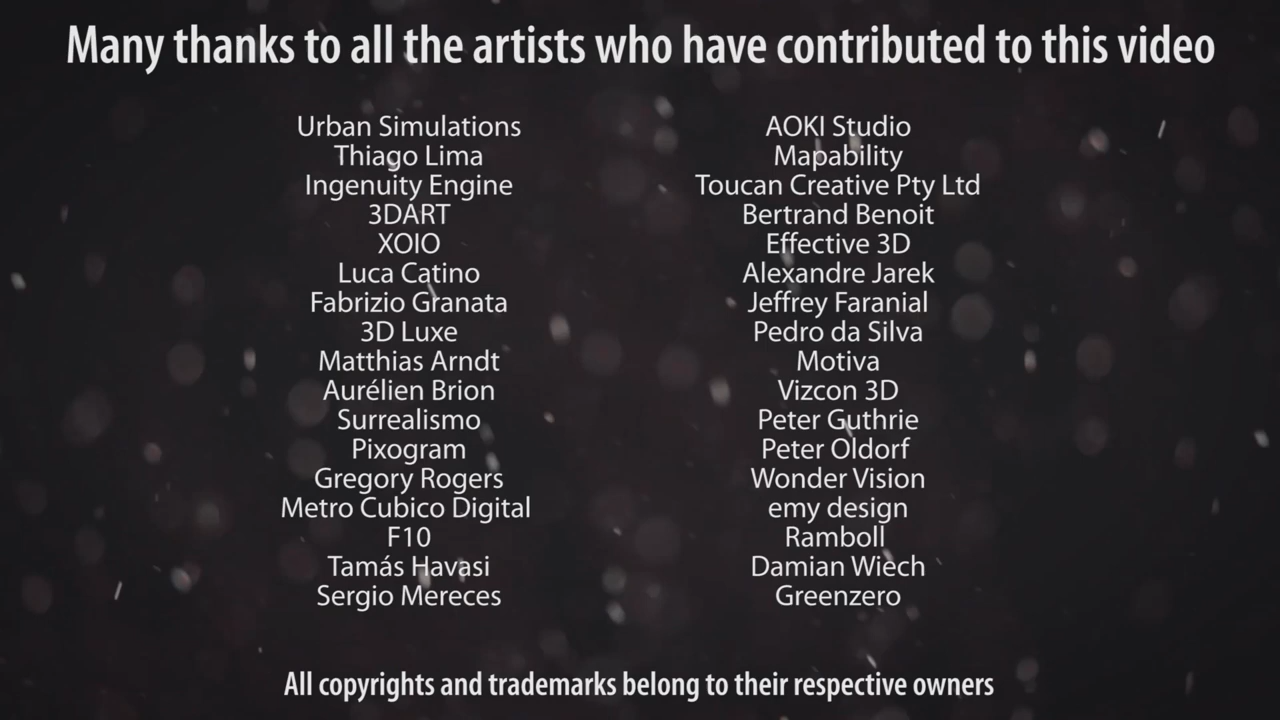 Many thanks to all the artists who have contributed to this video
Urban Simulations
Thiago Lima
Ingenuity Engine
3DART
XOIO
Luca Catino
Fabrizio Granata
3D Luxe
Matthias Arndt
Aurélien Brion
Surrealismo
Pixogram
Gregory Rogers
Metro Cubico Digital
F10
Tamás Havasi
Sergio Mereces
AOKI Studio
Mapability
Toucan Creative Pty Ltd
Bertrand Benoit
Effective 3D
Alexandre Jarek
Jeffrey Faranial
Pedro da Silva
Motiva
Vizcon 3D
Peter Guthrie
Peter Oldorf
Wonder Vision
emy design
Ramboll
Damian Wiech
Greenzero
All copyrights and trademarks belong to their respective owners